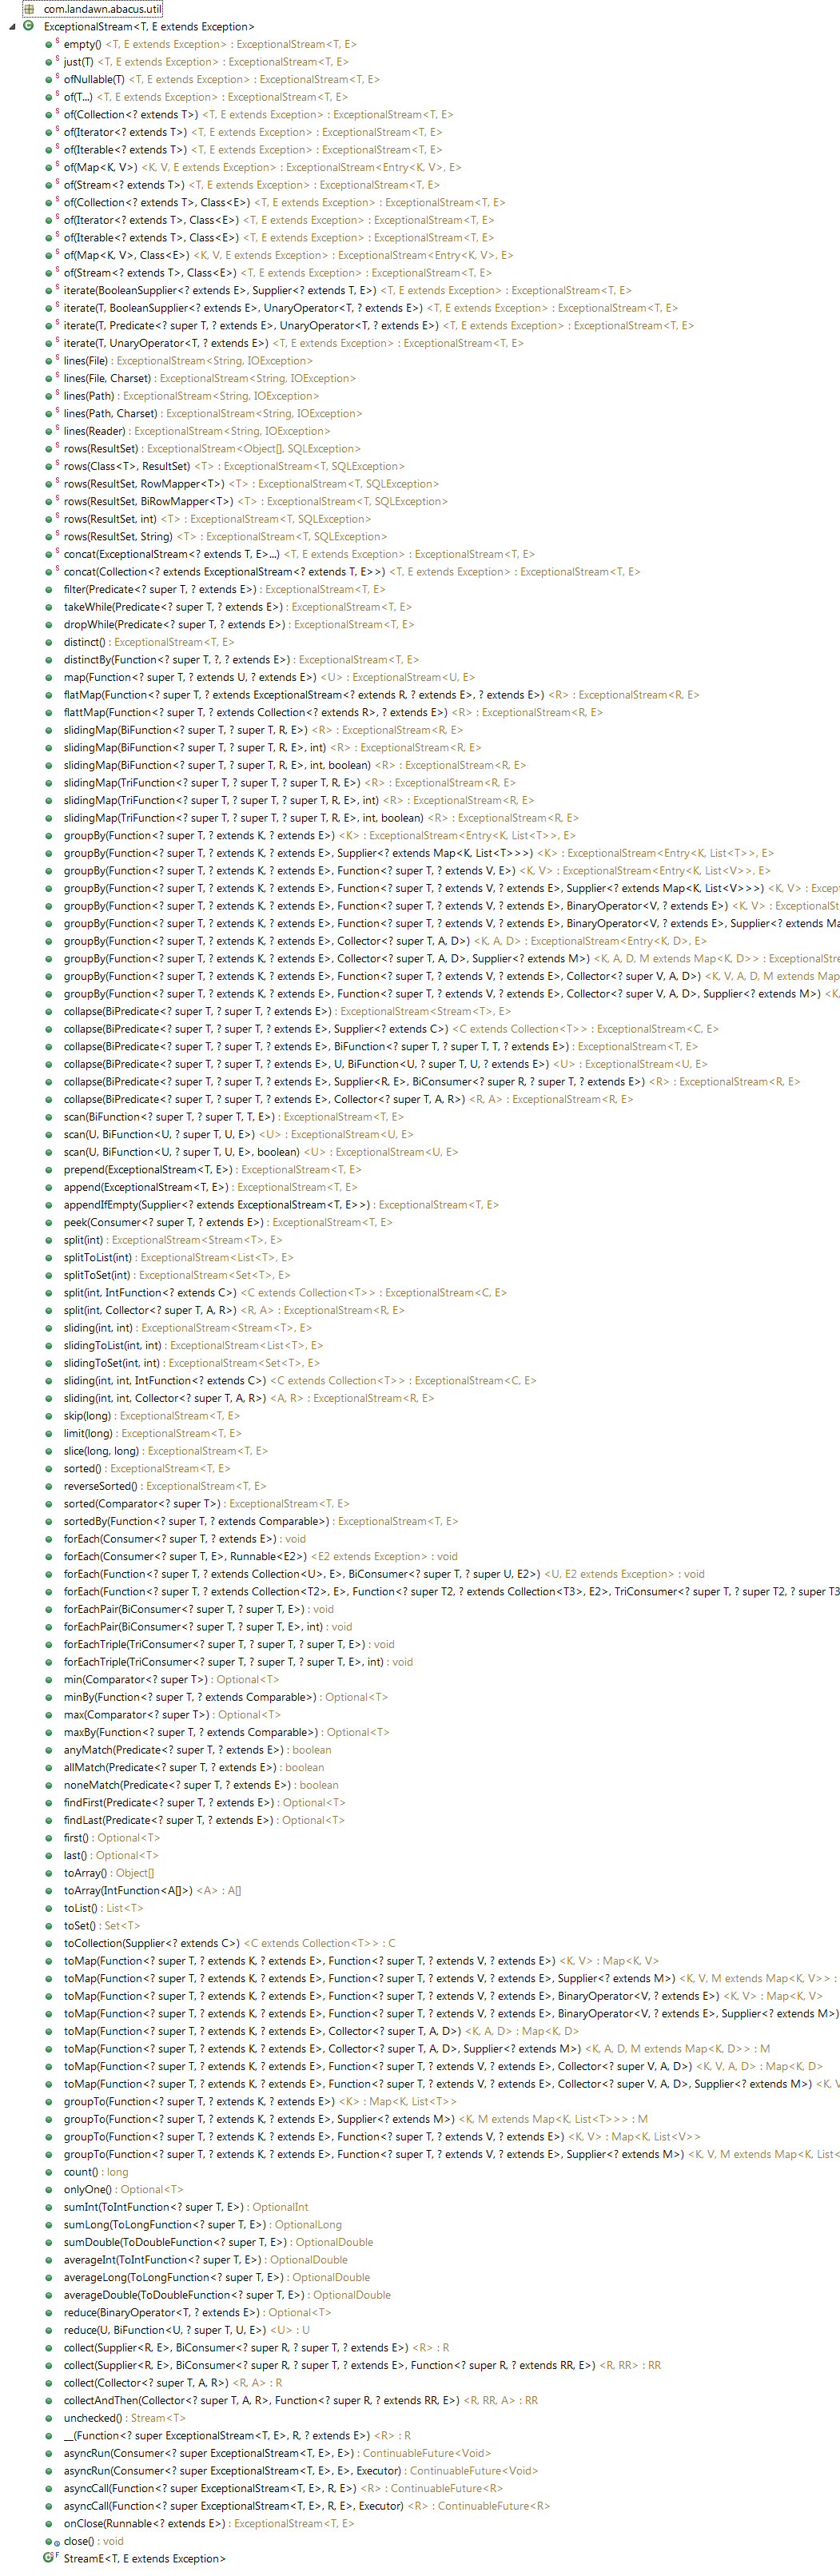 com.landawn.abacus.util
ExceptionalStream<T, E extends Exception>
empty() <T, E extends Exception> : ExceptionalStream<T, E>
just(T) <T, E extends Exception> : ExceptionalStream<T, E>
ofNullable(T) <T, E extends Exception> : ExceptionalStream<T, E>
of(T...) <T, E extends Exception> : ExceptionalStream<T, E>
of(Collection<? extends T>) <T, E extends Exception> : ExceptionalStream<T, E>
of(Iterator<? extends T>) <T, E extends Exception> : ExceptionalStream<T, E>
of(Iterable<? extends T>) <T, E extends Exception> : ExceptionalStream<T, E>
of(Map<K, V>) <K, V, E extends Exception> : ExceptionalStream<Entry<K, V>, E>
of(Stream<? extends T>) <T, E extends Exception> : ExceptionalStream<T, E>
of(Collection<? extends T>, Class<E>) <T, E extends Exception> : ExceptionalStream<T, E>
of(Iterator<? extends T>, Class<E>) <T, E extends Exception> : ExceptionalStream<T, E>
of(Iterable<? extends T>, Class<E>) <T, E extends Exception> : ExceptionalStream<T, E>
of(Map<K, V>, Class<E>) <K, V, E extends Exception> : ExceptionalStream<Entry<K, V>, E>
of(Stream<? extends T>, Class<E>) <T, E extends Exception> : ExceptionalStream<T, E>
iterate(BooleanSupplier<? extends E>, Supplier<? extends T, E>) <T, E extends Exception> : ExceptionalStream<T, E>
iterate(T, BooleanSupplier<? extends E>, UnaryOperator<T, ? extends E>) <T, E extends Exception> : ExceptionalStream<T, E>
iterate(T, Predicate<? super T, ? extends E>, UnaryOperator<T, ? extends E>) <T, E extends Exception> : ExceptionalStream<T, E>
iterate(T, UnaryOperator<T, ? extends E>) <T, E extends Exception> : ExceptionalStream<T, E>
lines(File) : ExceptionalStream<String, IOException>
lines(File, Charset) : ExceptionalStream<String, IOException>
lines(Path) : ExceptionalStream<String, IOException>
lines(Path, Charset) : ExceptionalStream<String, IOException>
lines(Reader) : ExceptionalStream<String, IOException>
rows(ResultSet) : ExceptionalStream<Object[], SQLException>
rows(Class<T>, ResultSet) <T> : ExceptionalStream<T, SQLException>
rows(ResultSet, RowMapper<T>) <T> : ExceptionalStream<T, SQLException>
rows(ResultSet, BiRowMapper<T>) <T> : ExceptionalStream<T, SQLException>
rows(ResultSet, int) <T> : ExceptionalStream<T, SQLException>
rows(ResultSet, String) <T> : ExceptionalStream<T, SQLException>
concat(ExceptionalStream<? extends T, E>...) <T, E extends Exception> : ExceptionalStream<T, E>
concat(Collection<? extends ExceptionalStream<? extends T, E>>) <T, E extends Exception> : ExceptionalStream<T, E>
filter(Predicate<? super T, ? extends E>) : ExceptionalStream<T, E>
takeWhile(Predicate<? super T, ? extends E>) : ExceptionalStream<T, E>
dropWhile(Predicate<? super T, ? extends E>) : ExceptionalStream<T, E>
distinct() : ExceptionalStream<T, E>
distinctBy(Function<? super T, ?, ? extends E>) : ExceptionalStream<T, E>
map(Function<? super T, ? extends U, ? extends E>) <U> : ExceptionalStream<U, E>
flatMap(Function<? super T, ? extends ExceptionalStream<? extends R, ? extends E>, ? extends E>) <R> : ExceptionalStream<R, E>
flattMap(Function<? super T, ? extends Collection<? extends R>, ? extends E>) <R> : ExceptionalStream<R, E>
slidingMap(BiFunction<? super T, ? super T, R, E>) <R> : ExceptionalStream<R, E>
slidingMap(BiFunction<? super T, ? super T, R, E>, int) <R> : ExceptionalStream<R, E>
slidingMap(BiFunction<? super T, ? super T, R, E>, int, boolean) <R> : ExceptionalStream<R, E>
slidingMap(TriFunction<? super T, ? super T, ? super T, R, E>) <R> : ExceptionalStream<R, E>
slidingMap(TriFunction<? super T, ? super T, ? super T, R, E>, int) <R> : ExceptionalStream<R, E>
slidingMap(TriFunction<? super T, ? super T, ? super T, R, E>, int, boolean) <R> : ExceptionalStream<R, E>
groupBy(Function<? super T, ? extends K, ? extends E>) <K> : ExceptionalStream<Entry<K, List<T>>, E>
groupBy(Function<? super T, ? extends K, ? extends E>, Supplier<? extends Map<K, List<T>>>) <K> : ExceptionalStream<Entry<K, List<T>>, E>
groupBy(Function<? super T, ? extends K, ? extends E>, Function<? super T, ? extends V, E>) <K, V> : ExceptionalStream<Entry<K, List<V>>, E>
groupBy(Function<? super T, ? extends K, ? extends E>, Function<? super T, ? extends V, ? extends E>, Supplier<? extends Map<K, List<V>>>) <K, V> : Except
groupBy(Function<? super T, ? extends K, ? extends E>, Function<? super T, ? extends V, ? extends E>, BinaryOperator<V, ? extends E>) <K, V> : ExceptionalSt
groupBy(Function<? super T, ? extends K, ? extends E>, Function<? super T, ? extends V, ? extends E>, BinaryOperator<V, ? extends E>, Supplier<? extends Ma
groupBy(Function<? super T, ? extends K, ? extends E>, Collector<? super T, A, D>) <K, A, D> : ExceptionalStream<Entry<K, D>, E>
groupBy(Function<? super T, ? extends K, ? extends E>, Collector<? super T, A, D>, Supplier<? extends M>) <K, A, D, M extends Map<K, D>> : ExceptionalStre
groupBy(Function<? super T, ? extends K, ? extends E>, Function<? super T, ? extends V, ? extends E>, Collector<? super V, A, D>) <K, V, A, D, M extends Map
groupBy(Function<? super T, ? extends K, ? extends E>, Function<? super T, ? extends V, ? extends E>, Collector<? super V, A, D>, Supplier<? extends M>) <K,
collapse(BiPredicate<? super T, ? super T, ? extends E>) : ExceptionalStream<Stream<T>, E>
collapse(BiPredicate<? super T, ? super T, ? extends E>, Supplier<? extends C>) <C extends Collection<T>> : ExceptionalStream<C, E>
collapse(BiPredicate<? super T, ? super T, ? extends E>, BiFunction<? super T, ? super T, T, ? extends E>) : ExceptionalStream<T, E>
collapse(BiPredicate<? super T, ? super T, ? extends E>, U, BiFunction<U, ? super T, U, ? extends E>) <U> : ExceptionalStream<U, E>
collapse(BiPredicate<? super T, ? super T, ? extends E>, Supplier<R, E>, BiConsumer<? super R, ? super T, ? extends E>) <R> : ExceptionalStream<R, E>
collapse(BiPredicate<? super T, ? super T, ? extends E>, Collector<? super T, A, R>) <R, A> : ExceptionalStream<R, E>
scan(BiFunction<? super T, ? super T, T, E>) : ExceptionalStream<T, E>
scan(U, BiFunction<U, ? super T, U, E>) <U> : ExceptionalStream<U, E>
scan(U, BiFunction<U, ? super T, U, E>, boolean) <U> : ExceptionalStream<U, E>
prepend(ExceptionalStream<T, E>) : ExceptionalStream<T, E>
append(ExceptionalStream<T, E>) : ExceptionalStream<T, E>
appendIfEmpty(Supplier<? extends ExceptionalStream<T, E>>) : ExceptionalStream<T, E>
peek(Consumer<? super T, ? extends E>) : ExceptionalStream<T, E>
split(int) : ExceptionalStream<Stream<T>, E>
splitToList(int) : ExceptionalStream<List<T>, E>
splitToSet(int) : ExceptionalStream<Set<T>, E>
split(int, IntFunction<? extends C>) <C extends Collection<T>> : ExceptionalStream<C, E>
split(int, Collector<? super T, A, R>) <R, A> : ExceptionalStream<R, E>
sliding(int, int) : ExceptionalStream<Stream<T>, E>
slidingToList(int, int) : ExceptionalStream<List<T>, E>
slidingToSet(int, int) : ExceptionalStream<Set<T>, E>
sliding(int, int, IntFunction<? extends C>) <C extends Collection<T>> : ExceptionalStream<C, E>
sliding(int, int, Collector<? super T, A, R>) <A, R> : ExceptionalStream<R, E>
skip(long) : ExceptionalStream<T, E>
limit(long) : ExceptionalStream<T, E>
slice(long, long) : ExceptionalStream<T, E>
sorted() : ExceptionalStream<T, E>
reverseSorted() : ExceptionalStream<T, E>
sorted(Comparator<? super T>) : ExceptionalStream<T, E>
sortedBy(Function<? super T, ? extends Comparable>) : ExceptionalStream<T, E>
forEach(Consumer<? super T, ? extends E>) : void
forEach(Consumer<? super T, E>, Runnable<E2>) <E2 extends Exception> : void
forEach(Function<? super T, ? extends Collection<U>, E>, BiConsumer<? super T, ? super U, E2>) <U, E2 extends Exception> : void
forEach(Function<? super T, ? extends Collection<T2>, E>, Function<? super T2, ? extends Collection<T3>, E2>, TriConsumer<? super T, ? super T2, ? super T3
forEachPair(BiConsumer<? super T, ? super T, E>) : void
forEachPair(BiConsumer<? super T, ? super T, E>, int) : void
forEachTriple(TriConsumer<? super T, ? super T, ? super T, E>) : void
forEachTriple(TriConsumer<? super T, ? super T, ? super T, E>, int) : void
min(Comparator<? super T>) : Optional<T>
minBy(Function<? super T, ? extends Comparable>) : Optional<T>
max(Comparator<? super T>) : Optional<T>
maxBy(Function<? super T, ? extends Comparable>) : Optional<T>
anyMatch(Predicate<? super T, ? extends E>) : boolean
allMatch(Predicate<? super T, ? extends E>) : boolean
noneMatch(Predicate<? super T, ? extends E>) : boolean
findFirst(Predicate<? super T, ? extends E>) : Optional<T>
findLast(Predicate<? super T, ? extends E>) : Optional<T>
first() : Optional<T>
last() : Optional<T>
toArray() : Object[]
toArray(IntFunction<A[]>) <A> : A[]
toList() : List<T>
toSet() : Set<T>
toCollection(Supplier<? extends C>) <C extends Collection<T>> : C
toMap(Function<? super T, ? extends K, ? extends E>, Function<? super T, ? extends V, ? extends E>) <K, V> : Map<K, V>
toMap(Function<? super T, ? extends K, ? extends E>, Function<? super T, ? extends V, ? extends E>, Supplier<? extends M>) <K, V, M extends Map<K, V>> :
toMap(Function<? super T, ? extends K, ? extends E>, Function<? super T, ? extends V, ? extends E>, BinaryOperator<V, ? extends E>) <K, V> : Map<K, V>
toMap(Function<? super T, ? extends K, ? extends E>, Function<? super T, ? extends V, ? extends E>, BinaryOperator<V, ? extends E>, Supplier<? extends M>)
toMap(Function<? super T, ? extends K, ? extends E>, Collector<? super T, A, D>) <K, A, D> : Map<K, D>
toMap(Function<? super T, ? extends K, ? extends E>, Collector<? super T, A, D>, Supplier<? extends M>) <K, A, D, M extends Map<K, D>> : M
toMap(Function<? super T, ? extends K, ? extends E>, Function<? super T, ? extends V, ? extends E>, Collector<? super V, A, D>) <K, V, A, D> : Map<K, D>
toMap(Function<? super T, ? extends K, ? extends E>, Function<? super T, ? extends V, ? extends E>, Collector<? super V, A, D>, Supplier<? extends M>) <K, V
groupTo(Function<? super T, ? extends K, ? extends E>) <K> : Map<K, List<T>>
groupTo(Function<? super T, ? extends K, ? extends E>, Supplier<? extends M>) <K, M extends Map<K, List<T>>> : M
groupTo(Function<? super T, ? extends K, ? extends E>, Function<? super T, ? extends V, ? extends E>) <K, V> : Map<K, List<V>>
groupTo(Function<? super T, ? extends K, ? extends E>, Function<? super T, ? extends V, ? extends E>, Supplier<? extends M>) <K, V, M extends Map<K, List<
count() : long
onlyOne() : Optional<T>
sumInt(ToIntFunction<? super T, E>) : OptionalInt
sumLong(ToLongFunction<? super T, E>) : OptionalLong
sumDouble(ToDoubleFunction<? super T, E>) : OptionalDouble
averageInt(ToIntFunction<? super T, E>) : OptionalDouble
averageLong(ToLongFunction<? super T, E>) : OptionalDouble
averageDouble(ToDoubleFunction<? super T, E>) : OptionalDouble
reduce(BinaryOperator<T, ? extends E>) : Optional<T>
reduce(U, BiFunction<U, ? super T, U, E>) <U> : U
collect(Supplier<R, E>, BiConsumer<? super R, ? super T, ? extends E>) <R> : R
collect(Supplier<R, E>, BiConsumer<? super R, ? super T, ? extends E>, Function<? super R, ? extends RR, E>) <R, RR> : RR
collect(Collector<? super T, A, R>) <R, A> : R
collectAndThen(Collector<? super T, A, R>, Function<? super R, ? extends RR, E>) <R, RR, A> : RR
unchecked() : Stream<T>
__(Function<? super ExceptionalStream<T, E>, R, ? extends E>) <R> : R
asyncRun(Consumer<? super ExceptionalStream<T, E>, E>) : ContinuableFuture<Void>
asyncRun(Consumer<? super ExceptionalStream<T, E>, E>, Executor) : ContinuableFuture<Void>
asyncCall(Function<? super ExceptionalStream<T, E>, R, E>) <R> : ContinuableFuture<R>
asyncCall(Function<? super ExceptionalStream<T, E>, R, E>, Executor) <R> : ContinuableFuture<R>
onClose(Runnable<? extends E>) : ExceptionalStream<T, E>
close() : void
StreamE<T, E extends Exception>